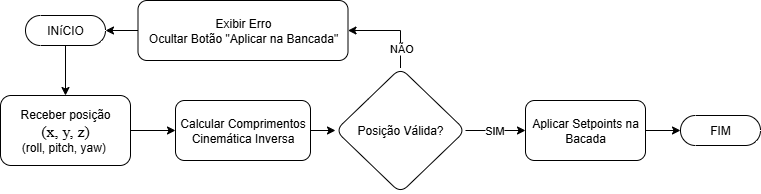 INíCIO
Exibir Erro
Ocultar Botão "Aplicar na Bancada"
NÃO
Receber posição
(x, y, z)
(roll, pitch, yaw)
Calcular Comprimentos
Cinemática Inversa
Posição Válida?
SIM
Aplicar Setpoints na
Bacada
FIM